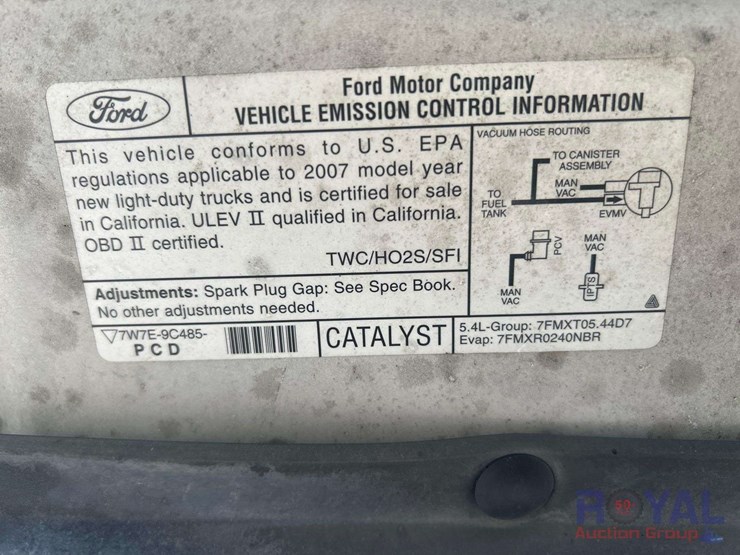 Ford
Ford Motor Company
VEHICLE EMISSION CONTROL INFORMATION
This vehicle conforms to U.S. EPA
regulations applicable to 2007 model year
new light-duty trucks and is certified for sale
in California. ULEV II qualified in California.
OBD II certified.
TWC/HO2S/SFI
Adjustments: Spark Plug Gap: See Spec Book.
No other adjustments needed.
7W7E-9C485-
P C D
CATALYST
VACUUM HOSE ROUTING
TO CANISTER
ASSEMBLY
MAN
VAC
TO
FUEL
TANK
EVMV
PCV
MAN
VAC
MAN
VAC
IPTS
5.4L-Group: 7FMXT05.44D7
Evap: 7FMXR0240NBR
ROYAL
Auction Group